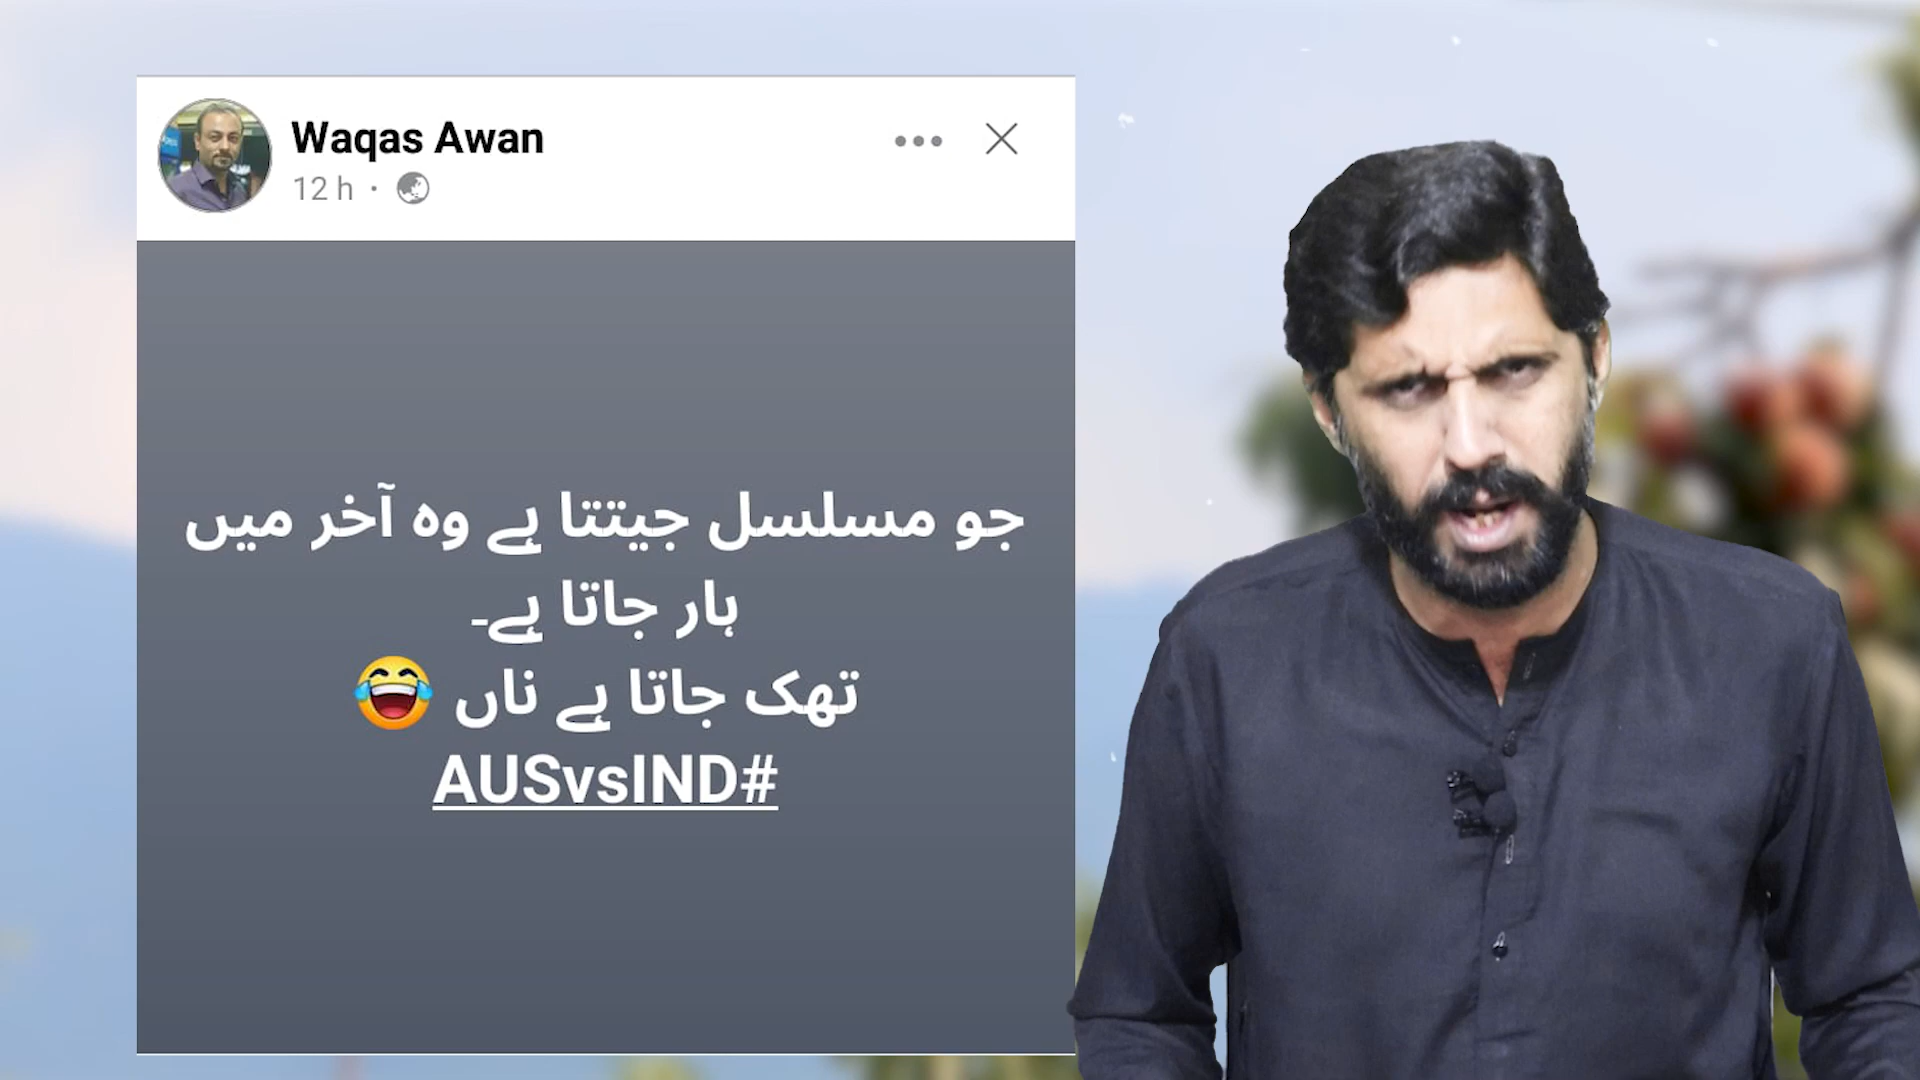 Waqas Awan
12 h ·
جو مسلسل جیتتا ہے وہ آخر میں
ہار جاتا ہے۔
تھک جاتا ہے ناں 😂
#AUSvsIND